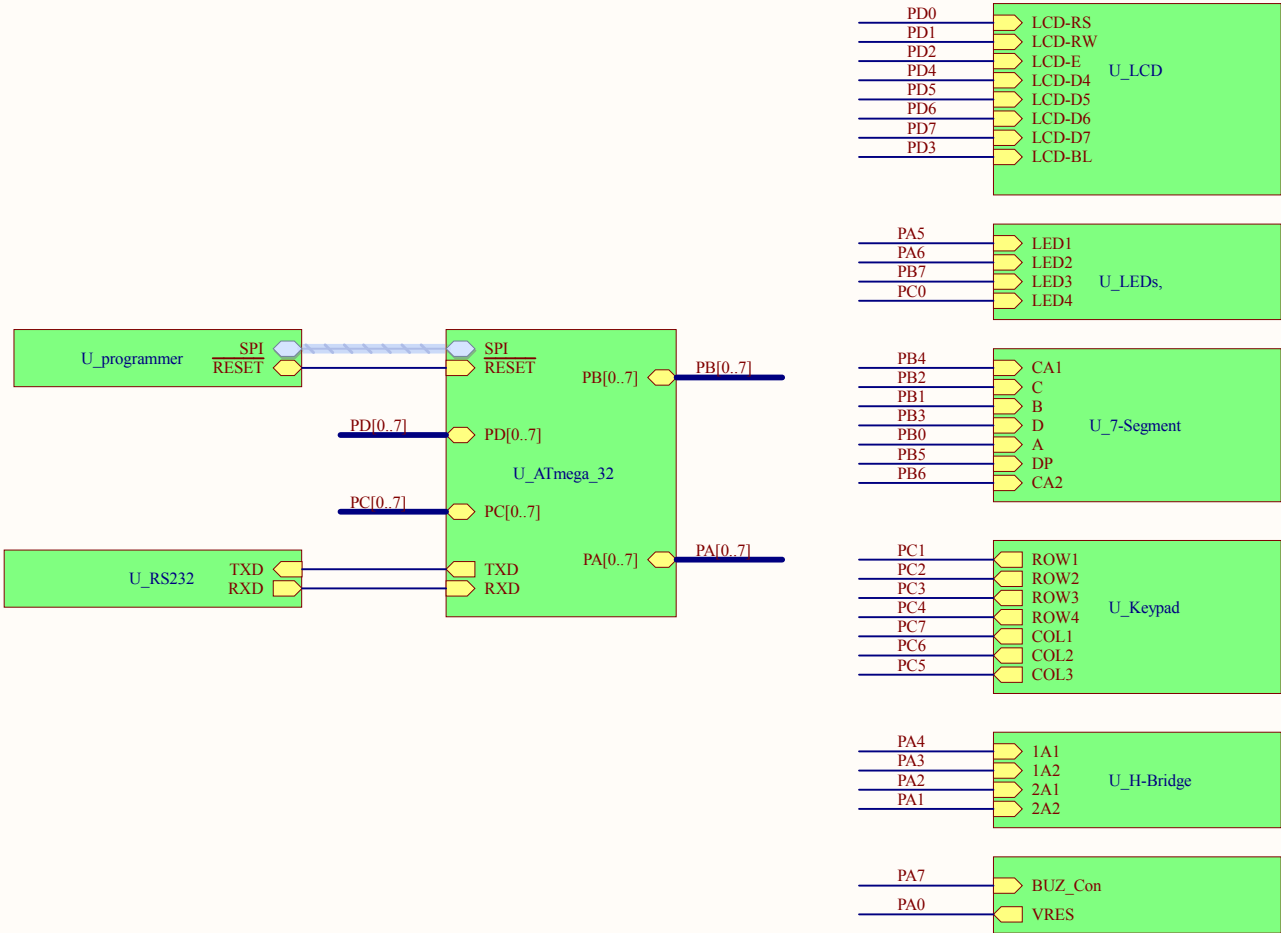 PD0 LCD-RS
PD1 LCD-RW
PD2 LCD-E
U_LCD
PD4 LCD-D4
PD5 LCD-D5
PD6 LCD-D6
PD7 LCD-D7
PD3 LCD-BL
PA5 LED1
PA6 LED2
PB7 LED3
U_LEDs,
PC0 LED4
U_programmer
SPI
RESET
SPI
RESET
PB[0..7] PB[0..7]
PD[0..7] PD[0..7]
U_ATmega_32
PC[0..7] PC[0..7]
PA[0..7] PA[0..7]
U_RS232
TXD
RXD
TXD
RXD
PB4 CA1
PB2 C
PB1 B
PB3 D
U_7-Segment
PB0 A
PB5 DP
PB6 CA2
PC1 ROW1
PC2 ROW2
PC3 ROW3
U_Keypad
PC4 ROW4
PC7 COL1
PC6 COL2
PC5 COL3
PA4 1A1
PA3 1A2
U_H-Bridge
PA2 2A1
PA1 2A2
PA7 BUZ_Con
PA0 VRES